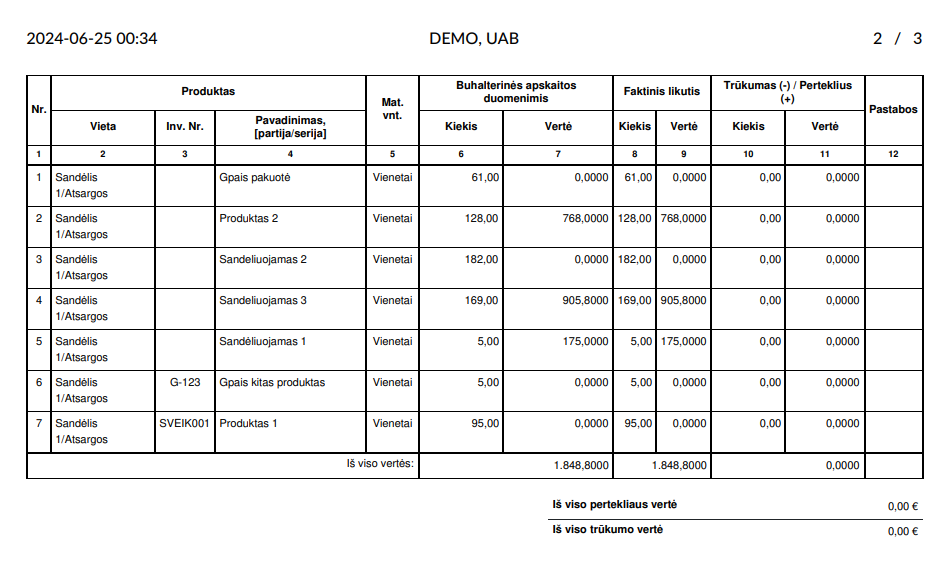 2024-06-25 00:34 DEMO, UAB 2 / 3
Nr. Produktas Mat. vnt. Buhalterinės apskaitos duomenimis Faktinis likutis Trūkumas (-) / Perteklius (+) Pastabos
Vieta Inv. Nr. Pavadinimas, [partija/serija] Kiekis Vertė Kiekis Vertė Kiekis Vertė
1 2 3 4 5 6 7 8 9 10 11 12
1 Sandėlis 1/Atsargos Gpais pakuotė Vienetai 61,00 0,0000 61,00 0,0000 0,00 0,0000
2 Sandėlis 1/Atsargos Produktas 2 Vienetai 128,00 768,0000 128,00 768,0000 0,00 0,0000
3 Sandėlis 1/Atsargos Sandeliuojamas 2 Vienetai 182,00 0,0000 182,00 0,0000 0,00 0,0000
4 Sandėlis 1/Atsargos Sandeliuojamas 3 Vienetai 169,00 905,8000 169,00 905,8000 0,00 0,0000
5 Sandėlis 1/Atsargos Sandėliuojamas 1 Vienetai 5,00 175,0000 5,00 175,0000 0,00 0,0000
6 Sandėlis 1/Atsargos G-123 Gpais kitas produktas Vienetai 5,00 0,0000 5,00 0,0000 0,00 0,0000
7 Sandėlis 1/Atsargos SVEIK001 Produktas 1 Vienetai 95,00 0,0000 95,00 0,0000 0,00 0,0000
Iš viso vertės: 1.848,8000 1.848,8000 0,0000
Iš viso pertekliaus vertė 0,00 €
Iš viso trūkumo vertė 0,00 €